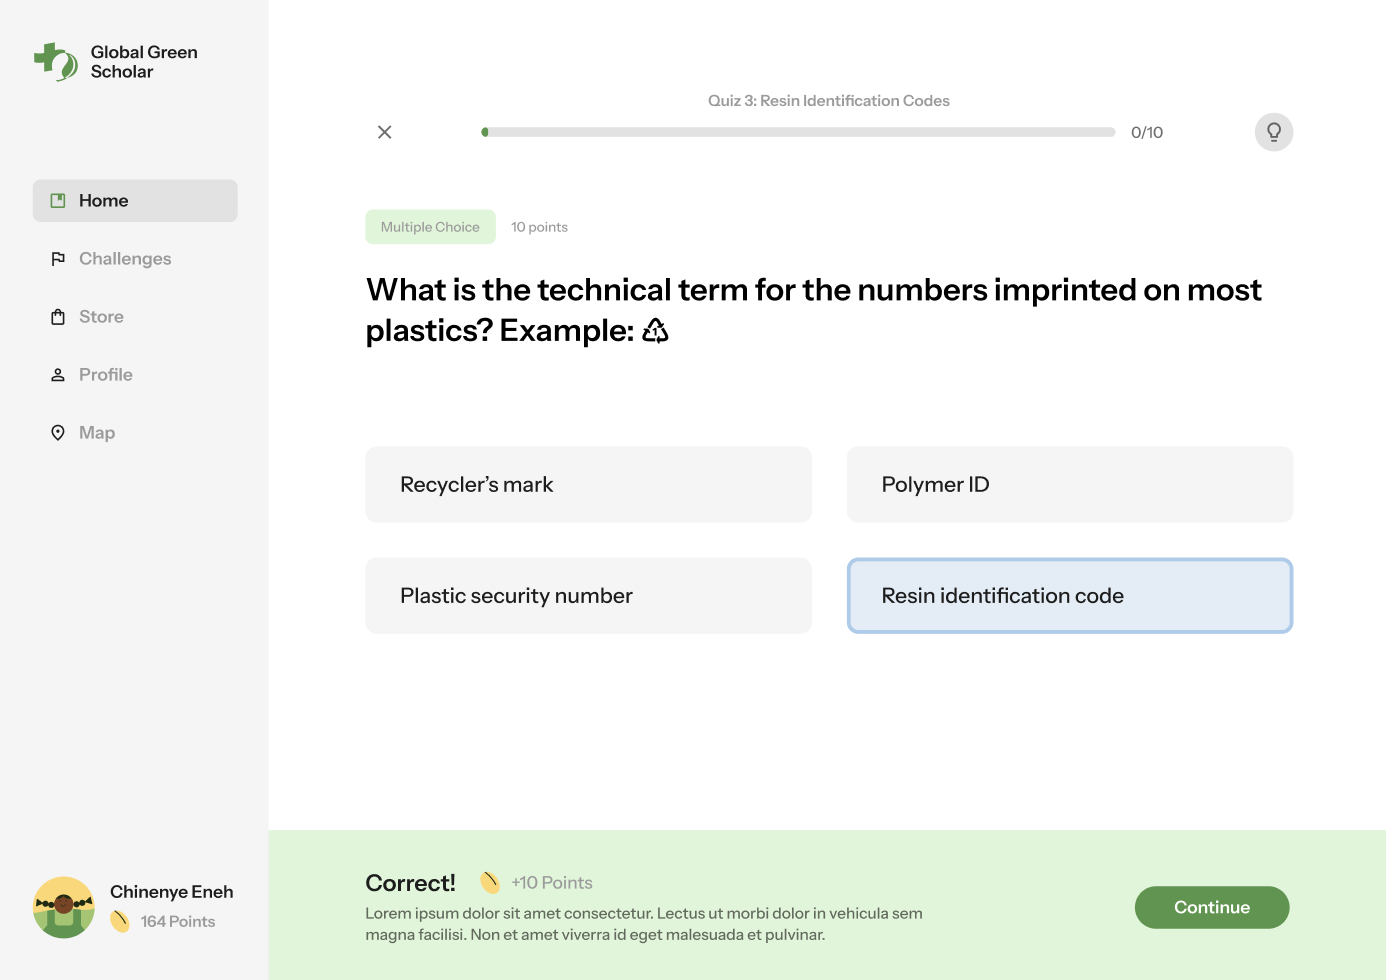 Global Green
Scholar
Home
Challenges
Store
Profile
Map
Chinenye Eneh
164 Points
Quiz 3: Resin Identification Codes
0/10
Multiple Choice
10 points
What is the technical term for the numbers imprinted on most
plastics? Example: ♳
Recycler’s mark
Polymer ID
Plastic security number
Resin identification code
Correct!
+10 Points
Lorem ipsum dolor sit amet consectetur. Lectus ut morbi dolor in vehicula sem
magna facilisi. Non et amet viverra id eget malesuada et pulvinar.
Continue